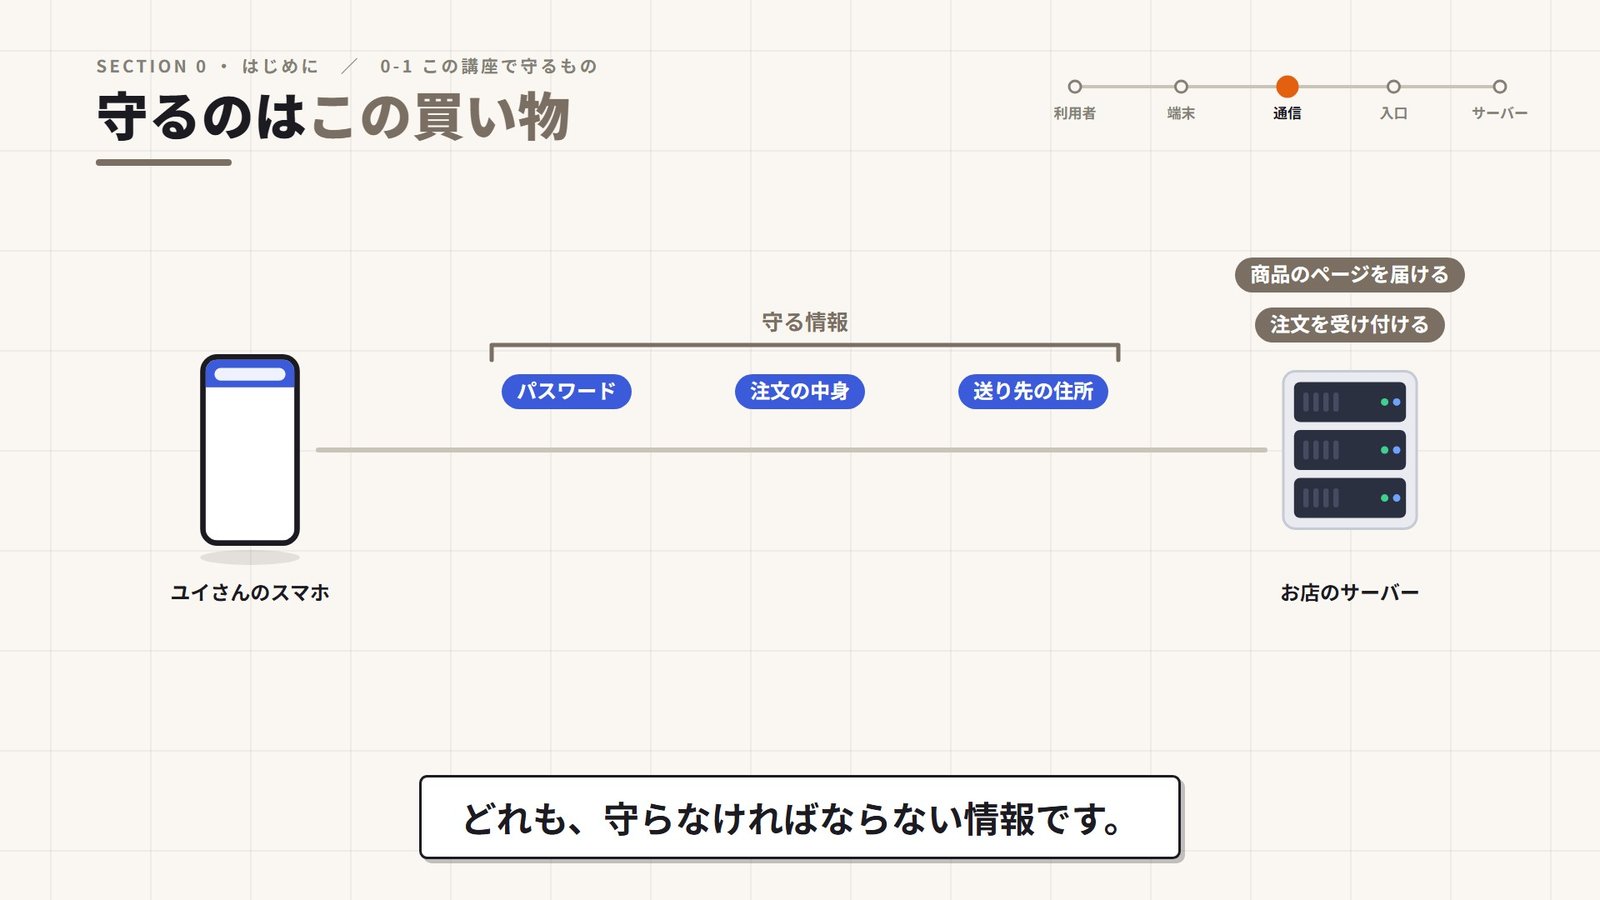 SECTION 0 ・ はじめに ／ 0-1 この講座で守るもの
守るのはこの買い物
利用者 端末 通信 入口 サーバー
商品のページを届ける
注文を受け付ける
守る情報
パスワード 注文の中身 送り先の住所
ユイさんのスマホ
お店のサーバー
どれも、守らなければならない情報です。